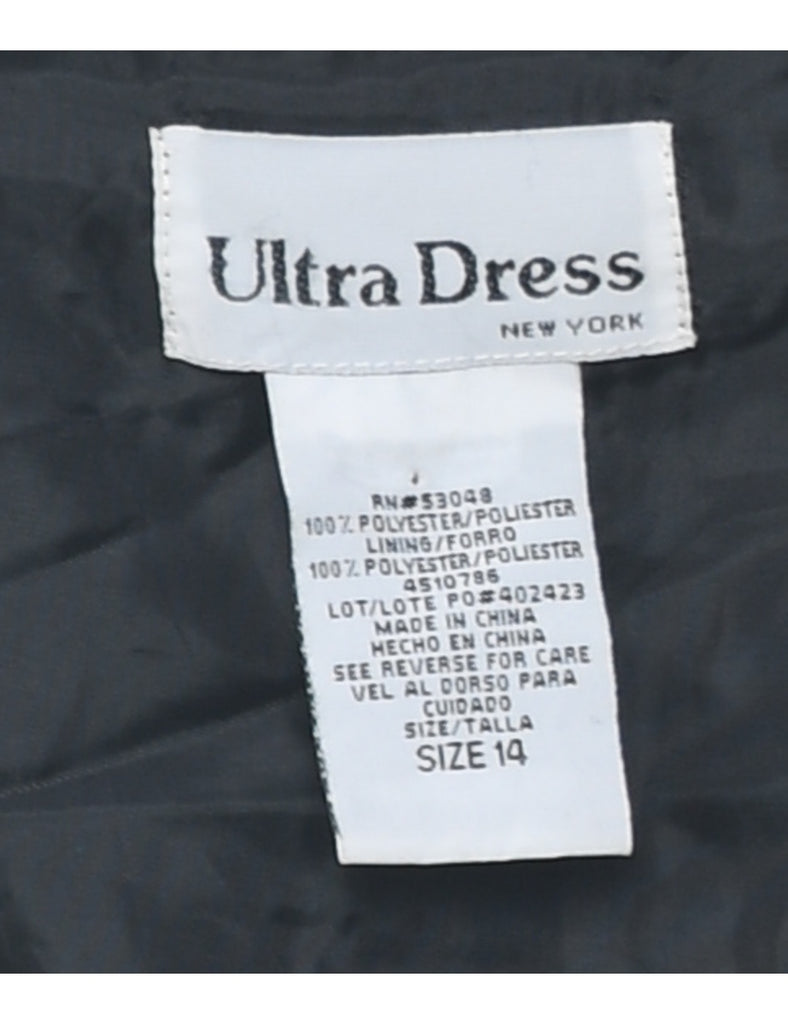 Ultra Dress
NEW YORK
RN#53048
100% POLYESTER/POLIESTER
LINING/FORRO
100% POLYESTER/POLIESTER
4510786
LOT/LOTE PO#402423
MADE IN CHINA
HECHO EN CHINA
SEE REVERSE FOR CARE
VEL AL DORSO PARA
CUIDADO
SIZE/TALLA
SIZE 14